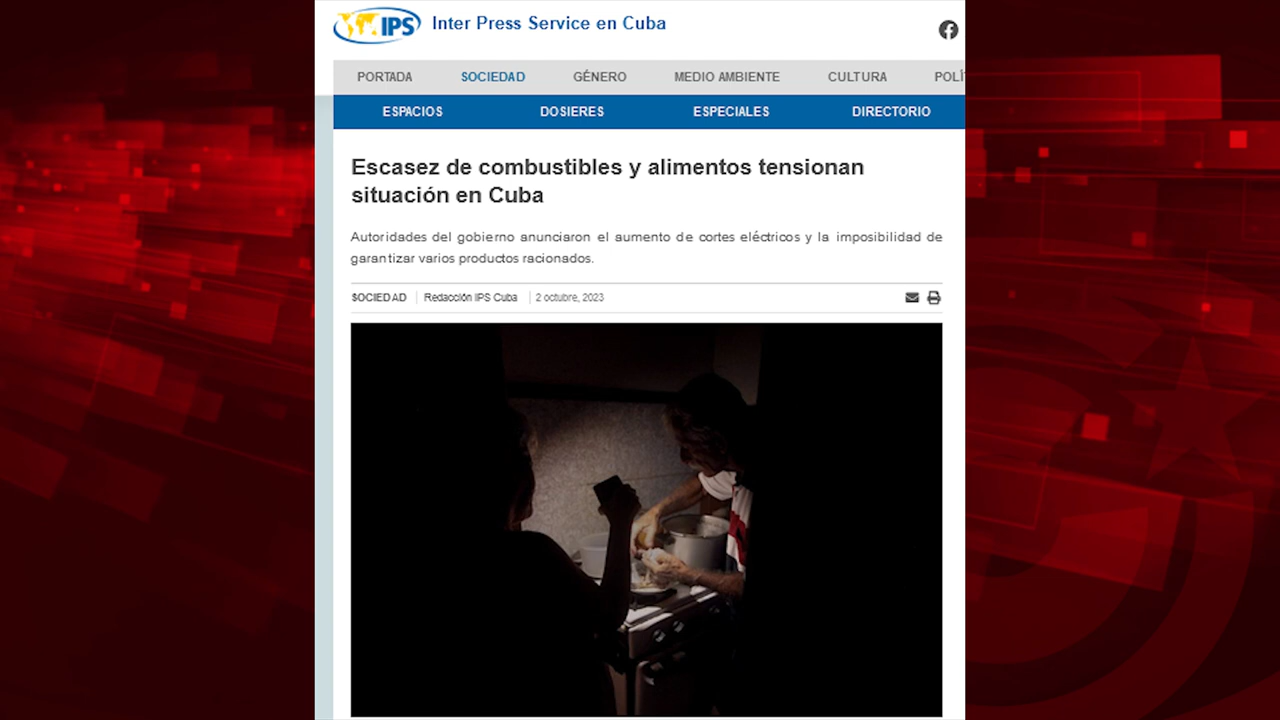 IPS
Inter Press Service en Cuba
PORTADA SOCIEDAD GÉNERO MEDIO AMBIENTE CULTURA POLÍ
ESPACIOS DOSIERES ESPECIALES DIRECTORIO
Escasez de combustibles y alimentos tensionan
situación en Cuba
Autoridades del gobierno anunciaron el aumento de cortes eléctricos y la imposibilidad de
garantizar varios productos racionados.
SOCIEDAD Redacción IPS Cuba 2 octubre, 2023